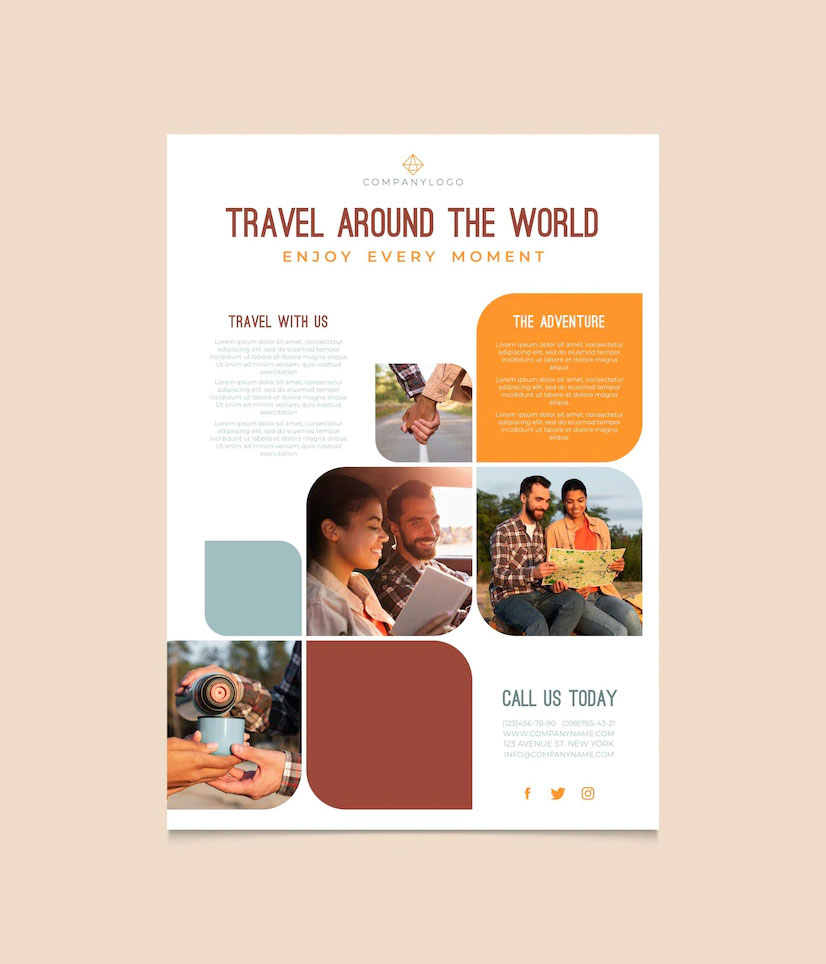 COMPANYLOGO
TRAVEL AROUND THE WORLD
ENJOY EVERY MOMENT
TRAVEL WITH US
Lorem ipsum dolor sit amet, consectetur
adipiscing elit, sed do eiusmod tempor
incididunt ut labore et dolore magna aliqua.
Ut enim ad minim veniam, quis nostrud
exercitation
Lorem ipsum dolor sit amet, consectetur
adipiscing elit, sed do eiusmod tempor
incididunt ut labore et dolore magna aliqua.
Ut enim ad minim veniam, quis nostrud
exercitation
Lorem ipsum dolor sit amet, consectetur
adipiscing elit, sed do eiusmod tempor
incididunt ut labore et dolore magna aliqua.
Ut enim ad minim veniam, quis nostrud
exercitation
THE ADVENTURE
Lorem ipsum dolor sit amet, consectetur
adipiscing elit, sed do eiusmod tempor
incididunt ut labore et dolore magna
aliqua.
Lorem ipsum dolor sit amet, consectetur
adipiscing elit, sed do eiusmod tempor
incididunt ut labore et dolore magna
aliqua.
Lorem ipsum dolor sit amet, consectetur
adipiscing elit, sed do eiusmod tempor
incididunt ut labore et dolore magna
aliqua.
CALL US TODAY
(123)456-78-90 (098)765-43-21
WWW.COMPANYNAME.COM
123 AVENUE ST. NEW YORK
INFO@COMPANYNAME.COM